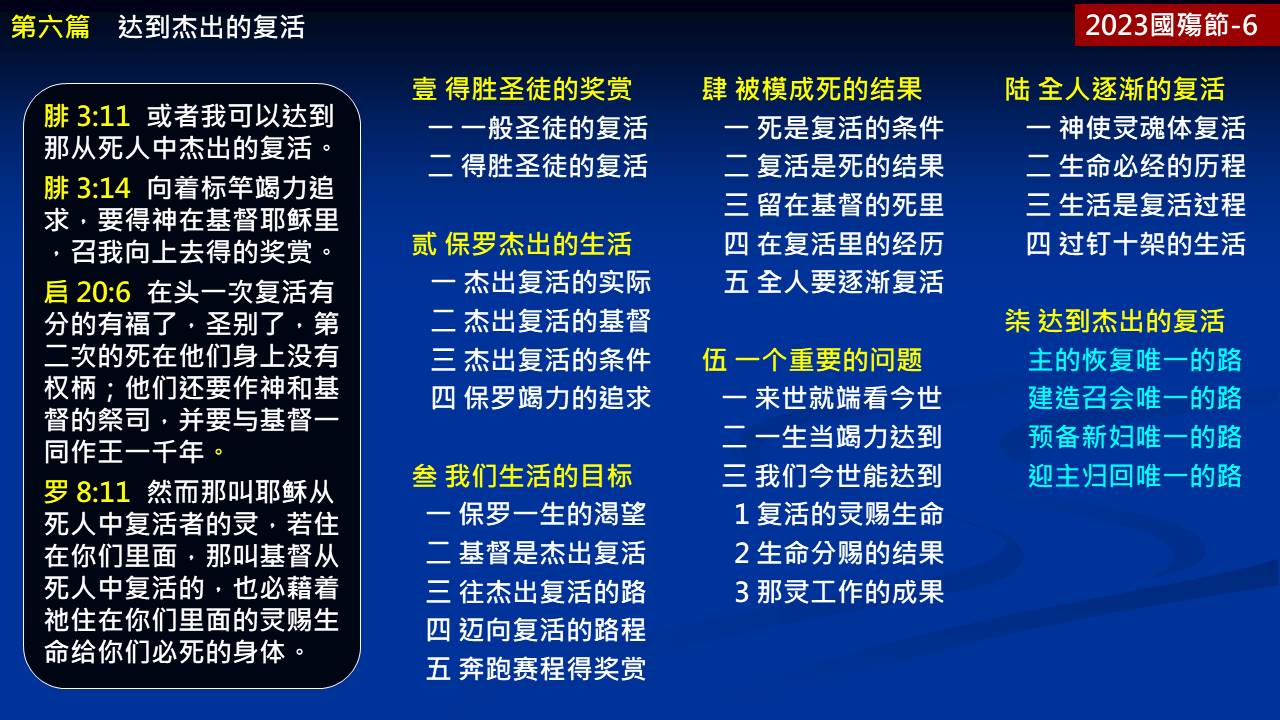 第六篇 达到杰出的复活
2023國殤節-6
腓 3:11 或者我可以达到
那从死人中杰出的复活。
腓 3:14 向着标竿竭力追
求，要得神在基督耶稣里
，召我向上去得的奖赏。
启 20:6 在头一次复活有
分的有福了，圣别了，第
二次的死在他们身上没有
权柄；他们还要作神和基
督的祭司，并要与基督一
同作王一千年。
罗 8:11 然而那叫耶稣从
死人中复活者的灵，若住
在你们里面，那叫基督从
死人中复活的，也必藉着
祂住在你们里面的灵赐生
命给你们必死的身体。
壹 得胜圣徒的奖赏
一 一般圣徒的复活
二 得胜圣徒的复活
贰 保罗杰出的生活
一 杰出复活的实际
二 杰出复活的基督
三 杰出复活的条件
四 保罗竭力的追求
叁 我们生活的目标
一 保罗一生的渴望
二 基督是杰出复活
三 往杰出复活的路
四 迈向复活的路程
五 奔跑赛程得奖赏
肆 被模成死的结果
一 死是复活的条件
二 复活是死的结果
三 留在基督的死里
四 在复活里的经历
五 全人要逐渐复活
伍 一个重要的问题
一 来世就端看今世
二 一生当竭力达到
三 我们今世能达到
1 复活的灵赐生命
2 生命分赐的结果
3 那灵工作的成果
陆 全人逐渐的复活
一 神使灵魂体复活
二 生命必经的历程
三 生活是复活过程
四 过钉十架的生活
柒 达到杰出的复活
主的恢复唯一的路
建造召会唯一的路
预备新妇唯一的路
迎主归回唯一的路